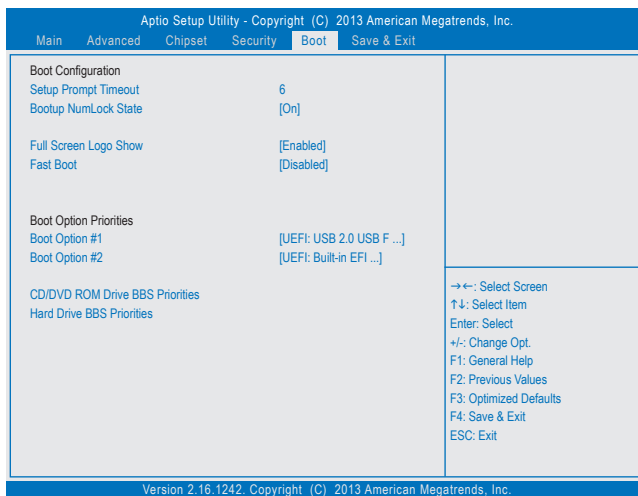 Aptio Setup Utility - Copyright (C) 2013 American Megatrends, Inc.
Main Advanced Chipset Security Boot Save & Exit
Boot Configuration
Setup Prompt Timeout 6
Bootup NumLock State [On]
Full Screen Logo Show [Enabled]
Fast Boot [Disabled]
Boot Option Priorities
Boot Option #1 [UEFI: USB 2.0 USB F ...]
Boot Option #2 [UEFI: Built-in EFI ...]
CD/DVD ROM Drive BBS Priorities
Hard Drive BBS Priorities
→←: Select Screen
↑↓: Select Item
Enter: Select
+/-: Change Opt.
F1: General Help
F2: Previous Values
F3: Optimized Defaults
F4: Save & Exit
ESC: Exit
Version 2.16.1242. Copyright (C) 2013 American Megatrends, Inc.